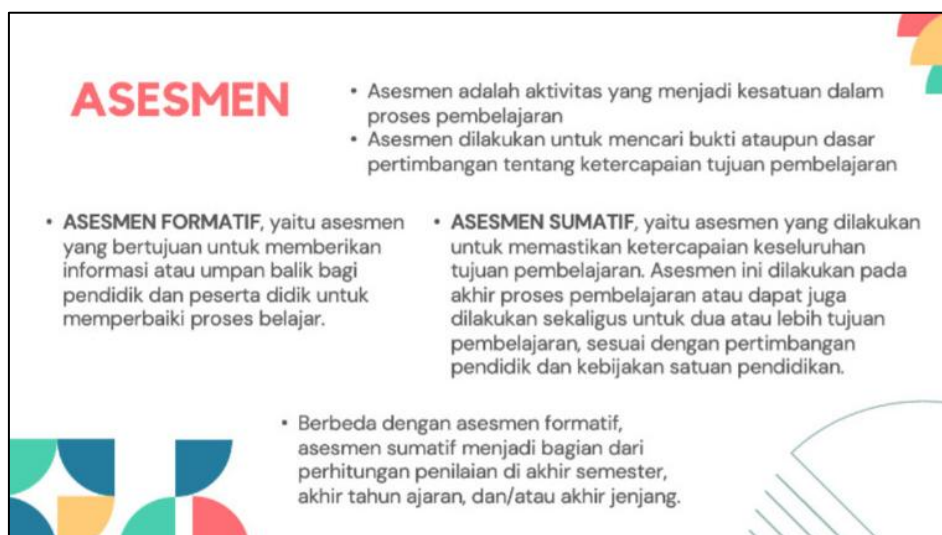 ASESMEN
• Asesmen adalah aktivitas yang menjadi kesatuan dalam
proses pembelajaran
• Asesmen dilakukan untuk mencari bukti ataupun dasar
pertimbangan tentang ketercapaian tujuan pembelajaran
• ASESMEN FORMATIF, yaitu asesmen
yang bertujuan untuk memberikan
informasi atau umpan balik bagi
pendidik dan peserta didik untuk
memperbaiki proses belajar.
• ASESMEN SUMATIF, yaitu asesmen yang dilakukan
untuk memastikan ketercapaian keseluruhan
tujuan pembelajaran. Asesmen ini dilakukan pada
akhir proses pembelajaran atau dapat juga
dilakukan sekaligus untuk dua atau lebih tujuan
pembelajaran, sesuai dengan pertimbangan
pendidik dan kebijakan satuan pendidikan.
• Berbeda dengan asesmen formatif,
asesmen sumatif menjadi bagian dari
perhitungan penilaian di akhir semester,
akhir tahun ajaran, dan/atau akhir jenjang.